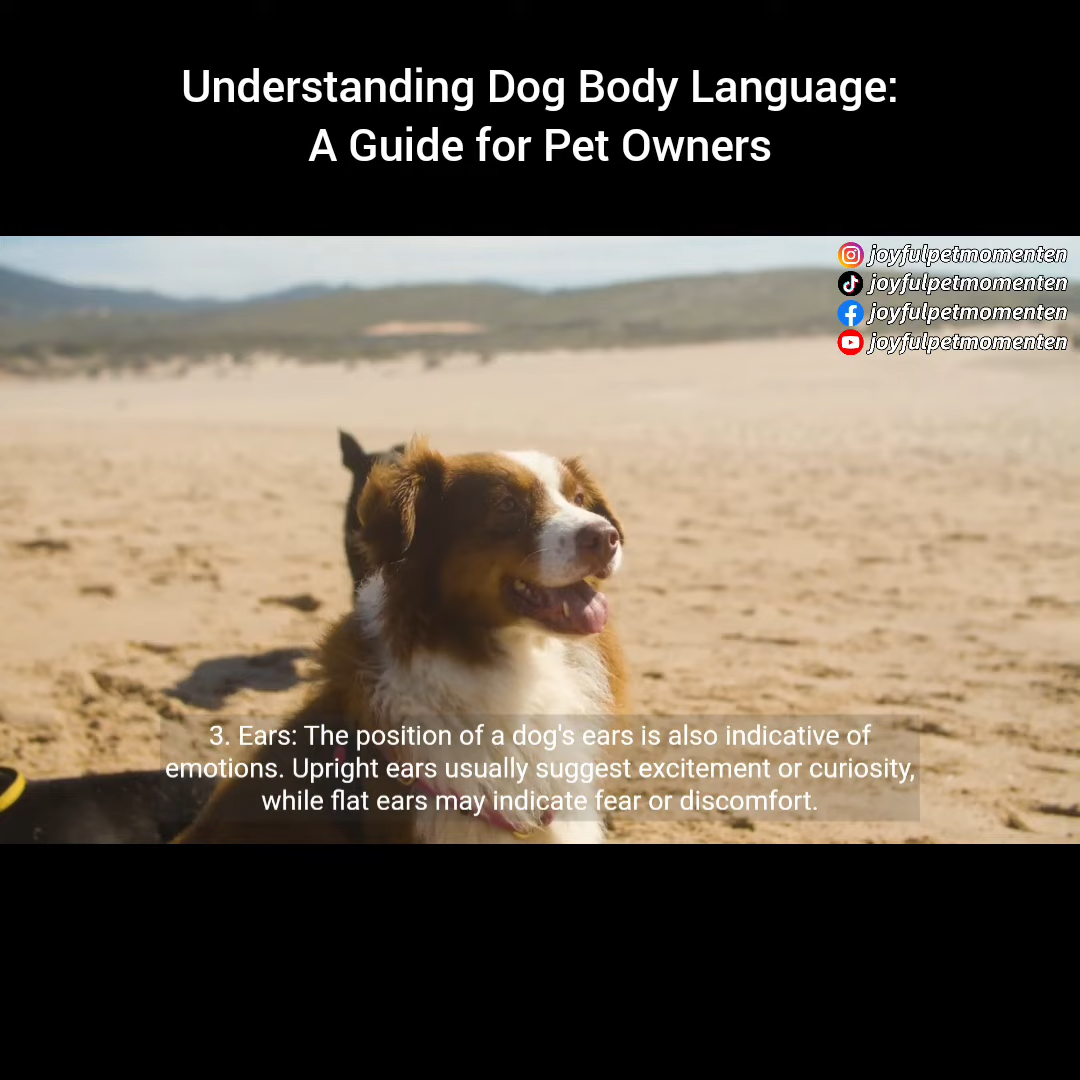 Understanding Dog Body Language:
A Guide for Pet Owners
joyfulpetmomenten
joyfulpetmomenten
joyfulpetmomenten
joyfulpetmomenten
3. Ears: The position of a dog's ears is also indicative of
emotions. Upright ears usually suggest excitement or curiosity,
while flat ears may indicate fear or discomfort.